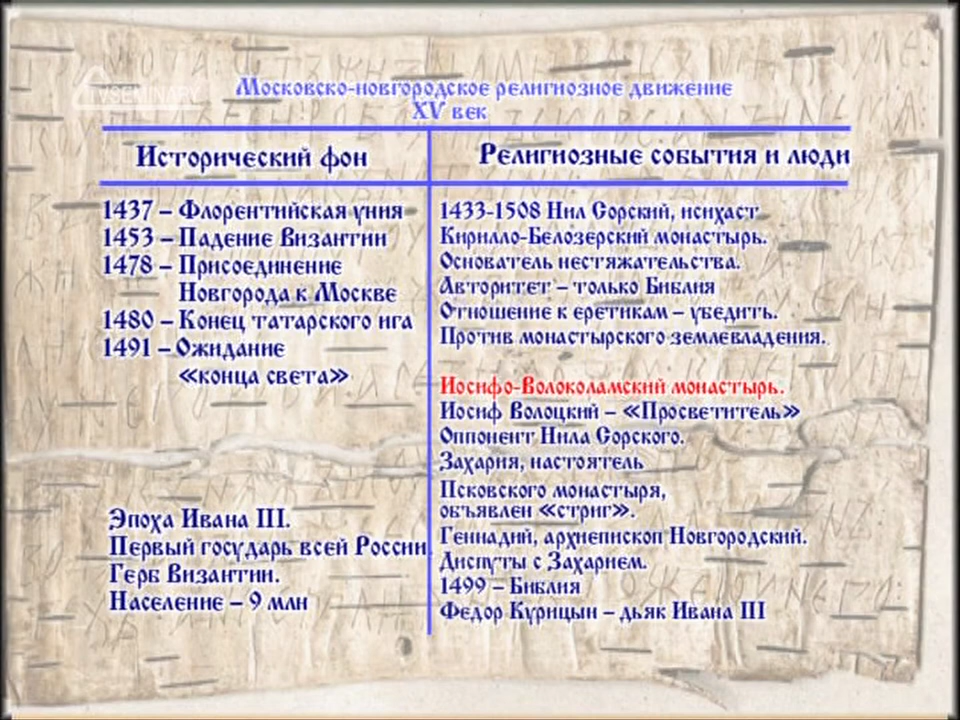 SEMINARY
Московско-новгородское религиозное движение
XV век
Исторический фон
Религиозные события и люди
1437 – Флорентийская уния
1453 – Падение Византии
1478 – Присоединение
Новгорода к Москве
1480 – Конец татарского ига
1491 – Ожидание
«конца света»
Эпоха Ивана III.
Первый государь всей России.
Герб Византии.
Население – 9 млн
1433-1508 Нил Сорский, исихаст
Кирилло-Белозерский монастырь.
Основатель нестяжательства.
Авторитет – только Библия
Отношение к еретикам – убедить.
Против монастырского землевладения.
Иосифо-Волоколамский монастырь.
Иосиф Волоцкий – «Просветитель»
Оппонент Нила Сорского.
Захария, настоятель
Псковского монастыря,
объявлен «стриг».
Геннадий, архиепископ Новгородский.
Диспуты с Захарием.
1499 – Библия
Федор Курицын – дьяк Ивана III